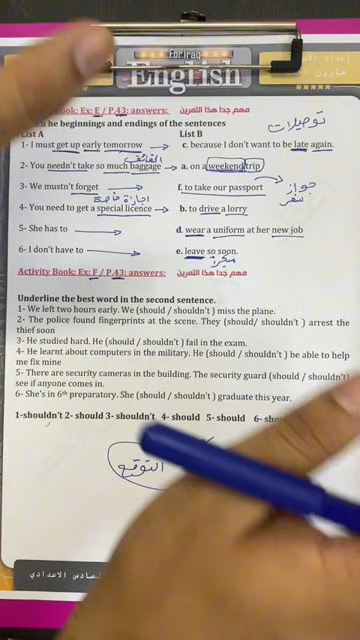 For Iraq
English
Book: Ex: E / P.43: answers: مهم جدا هذا التمرين
he beginnings and endings of the sentences
توصيلات
List A List B
1- I must get up early tomorrow c. because I don't want to be late again.
2- You needn't take so much baggage a. on a weekend trip
3- We mustn't forget f. to take our passport
جواز سفر
4- You need to get a special licence b. to drive a lorry
5- She has to d. wear a uniform at her new job
6- I don't have to e. leave so soon.
Activity Book: Ex: F / P.43: answers: مهم جدا هذا التمرين
Underline the best word in the second sentence.
1- We left two hours early. We (should / shouldn't ) miss the plane.
2- The police found fingerprints at the scene. They (should / shouldn't ) arrest the
thief soon
3- He studied hard. He (should / shouldn't ) fail in the exam.
4- He learnt about computers in the military. He (should / shouldn't ) be able to help
me fix mine
5- There are security cameras in the building. The security guard (should / shouldn't)
see if anyone comes in.
6- She's in 6th preparatory. She (should / shouldn't ) graduate this year.
1-shouldn't 2- should 3- shouldn't 4- should 5- should 6-
التوقع
السادس الاعدادي